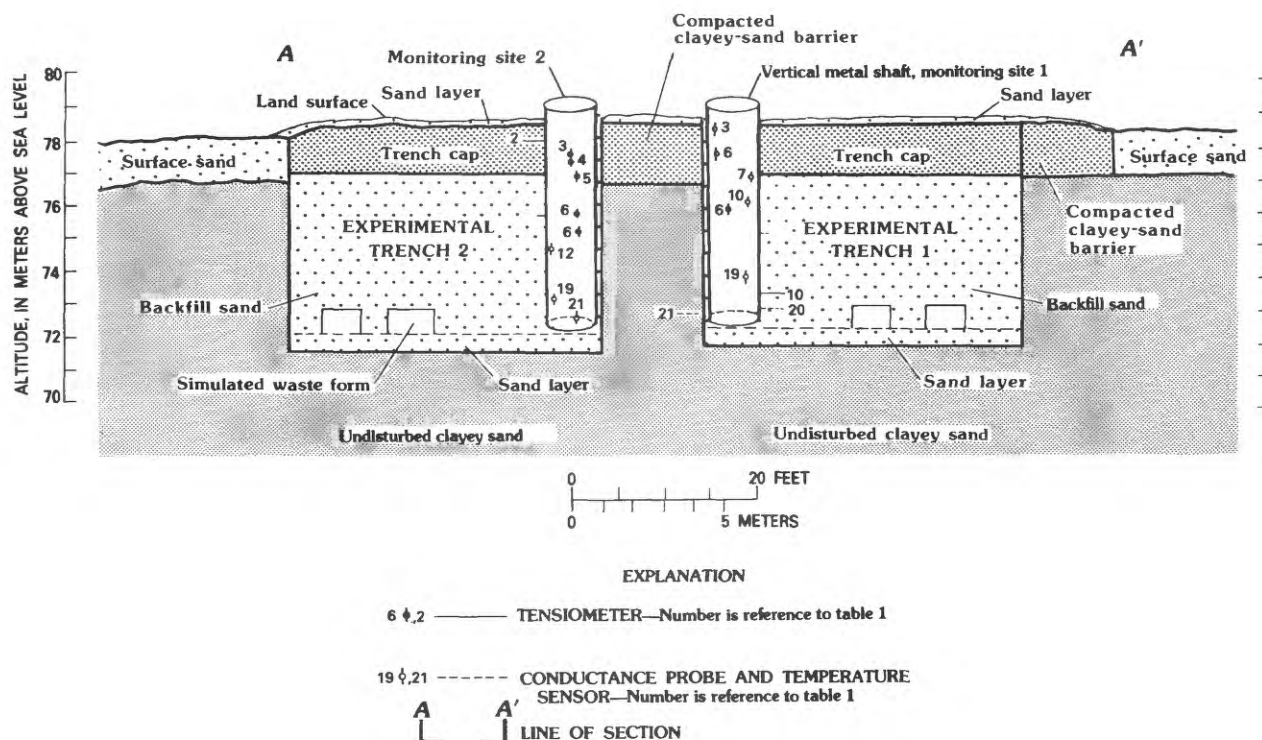 A
Monitoring site 2
Compacted
clayey-sand barrier
A'
Vertical metal shaft, monitoring site 1
Land surface
Sand layer
Sand layer
ALTITUDE, IN METERS ABOVE SEA LEVEL
80
78
76
74
72
70
Surface sand
Trench cap
2
3
4
5
6
6
12
19
21
3
6
7
10
6
19
10
20
21
Trench cap
Surface sand
EXPERIMENTAL
TRENCH 2
EXPERIMENTAL
TRENCH 1
Compacted
clayey-sand
barrier
Backfill sand
Backfill sand
Simulated waste form
Sand layer
Sand layer
Undisturbed clayey sand
Undisturbed clayey sand
0 20 FEET
0 5 METERS
EXPLANATION
6 ,2 TENSIOMETER—Number is reference to table 1
19 ,21 CONDUCTANCE PROBE AND TEMPERATURE
SENSOR—Number is reference to table 1
A A'
LINE OF SECTION